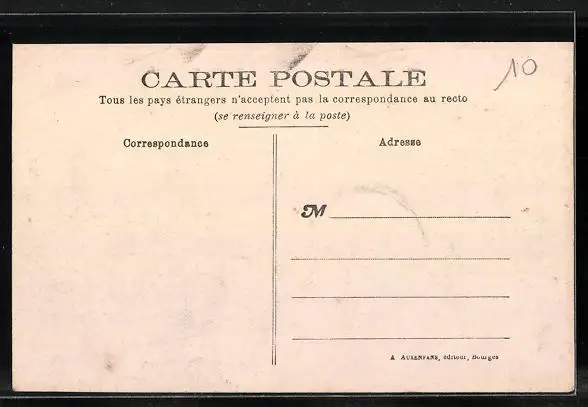 10
CARTE POSTALE
Tous les pays étrangers n'acceptent pas la correspondance au recto
(se renseigner à la poste)
Correspondance
Adresse
M
A AUXENFANS, éditeur, Bourges